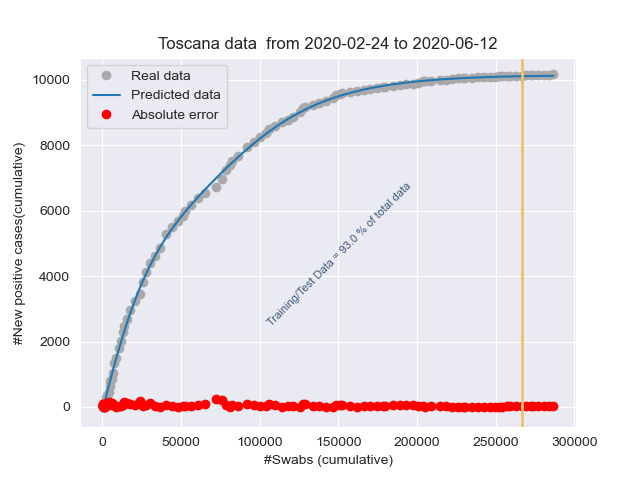 Toscana data  from 2020-02-24 to 2020-06-12
Real data
Predicted data
Absolute error
#New positive cases(cumulative)
10000
8000
6000
4000
2000
0
Training/Test Data = 93.0 % of total data
0
50000
100000
150000
200000
250000
300000
#Swabs (cumulative)